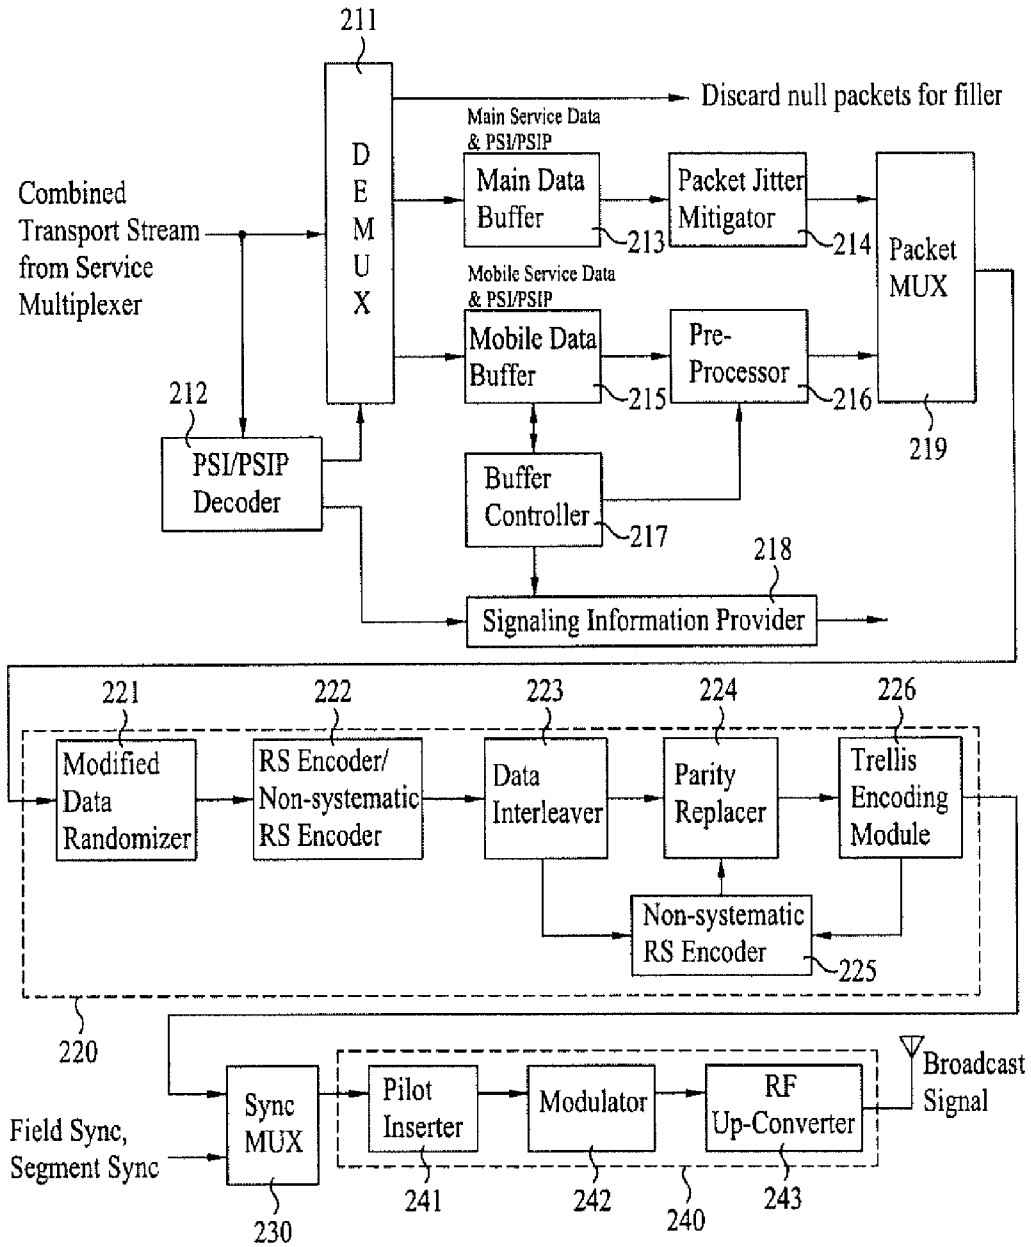 211
Discard null packets for filler
Main Service Data
& PSI/PSIP
D
E
M
U
X
Main Data
Buffer
213
Packet Jitter
Mitigator
214
Packet
MUX
219
Combined
Transport Stream
from Service
Multiplexer
Mobile Service Data
& PSI/PSIP
Mobile Data
Buffer
215
Pre-
Processor
216
212
PSI/PSIP
Decoder
Buffer
Controller
217
218
Signaling Information Provider
221
222
223
224
226
Modified
Data
Randomizer
RS Encoder/
Non-systematic
RS Encoder
Data
Interleaver
Parity
Replacer
Trellis
Encoding
Module
Non-systematic
RS Encoder
225
220
Broadcast
Signal
Field Sync,
Segment Sync
Sync
MUX
230
Pilot
Inserter
241
Modulator
242
RF
Up-Converter
243
240